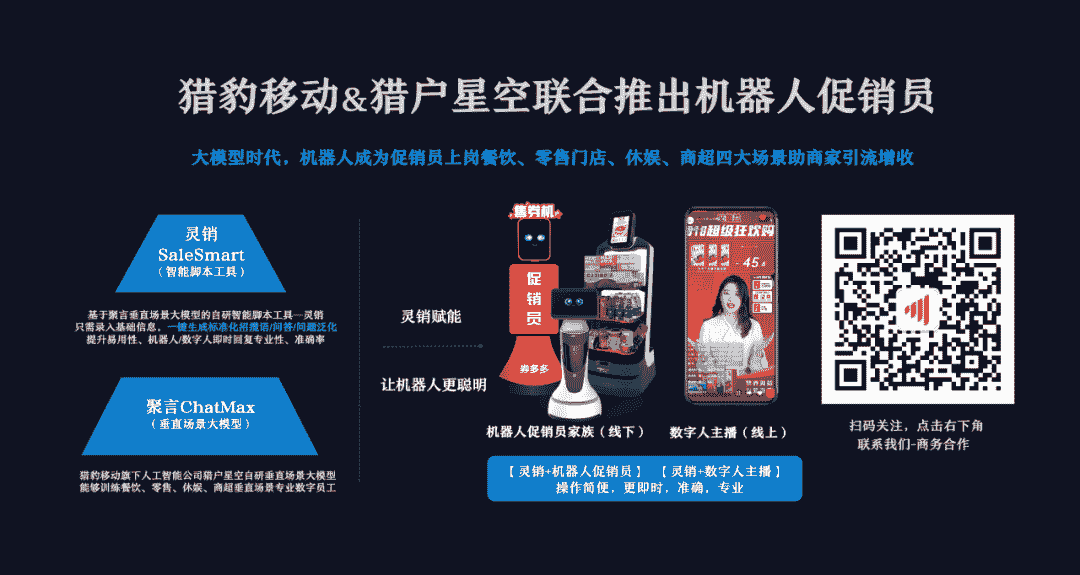 猎豹移动&猎户星空联合推出机器人促销员
大模型时代，机器人成为促销员上岗餐饮、零售门店、休娱、商超四大场景助商家引流增收
灵销
SaleSmart
（智能脚本工具）
基于聚言垂直场景大模型的自研智能脚本工具—灵销
只需录入基础信息，一键生成标准化招揽语/问答/问题泛化
提升易用性、机器人/数字人即时回复专业性、准确率
聚言ChatMax
（垂直场景大模型）
猎豹移动旗下人工智能公司猎户星空自研垂直场景大模型
能够训练餐饮、零售、休娱、商超垂直场景专业数字员工
灵销赋能
让机器人更聪明
售券机
促销员
券多多
机器人促销员家族（线下）
超级狂欢购
45
数字人主播（线上）
【灵销+机器人促销员】 【灵销+数字人主播】
操作简便，更即时，准确，专业
扫码关注，点击右下角
联系我们-商务合作